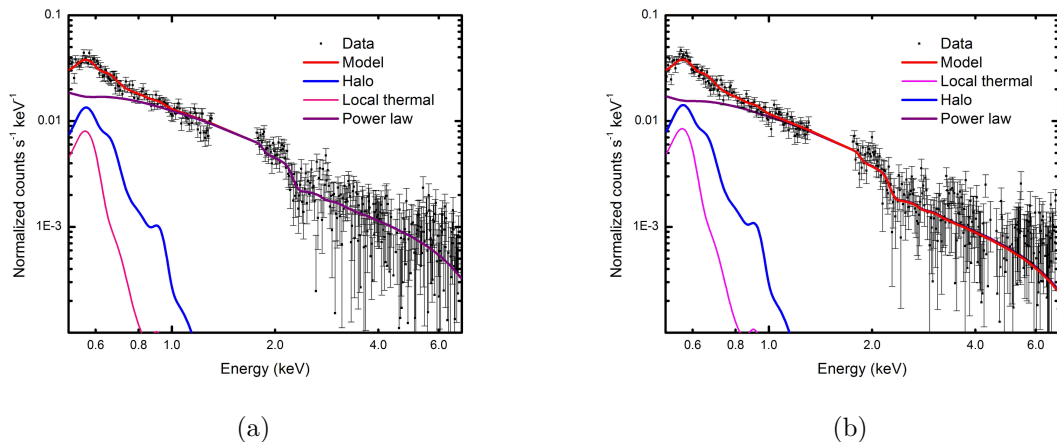 0.1
0.01
1E-3
Normalized counts s⁻¹ keV⁻¹
Data
Model
Halo
Local thermal
Power law
0.6 0.8 1.0 2.0 4.0 6.0
Energy (keV)
(a)
0.1
0.01
1E-3
Normalized counts s⁻¹ keV⁻¹
Data
Model
Local thermal
Halo
Power law
0.6 0.8 1.0 2.0 4.0 6.0
Energy (keV)
(b)